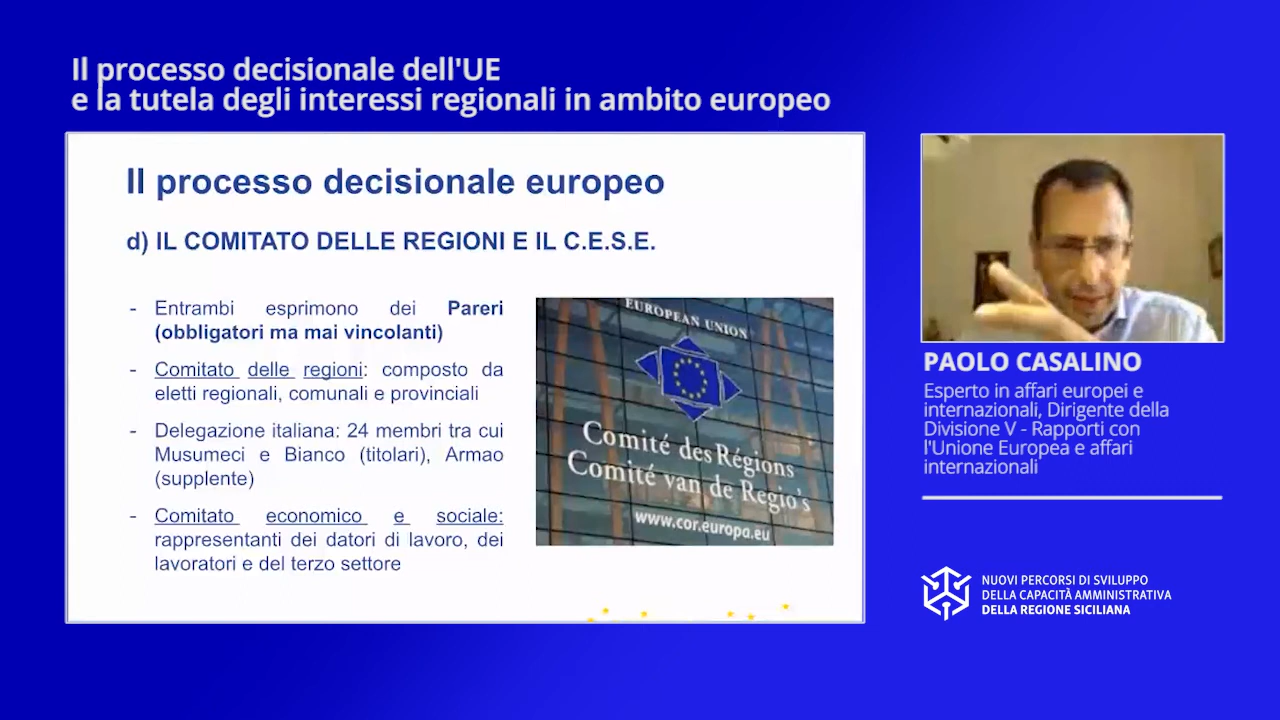 Il processo decisionale dell'UE
e la tutela degli interessi regionali in ambito europeo
Il processo decisionale europeo
d) IL COMITATO DELLE REGIONI E IL C.E.S.E.
- Entrambi esprimono dei Pareri
(obbligatori ma mai vincolanti)
- Comitato delle regioni: composto da
eletti regionali, comunali e provinciali
- Delegazione italiana: 24 membri tra cui
Musumeci e Bianco (titolari), Armao
(supplente)
- Comitato economico e sociale:
rappresentanti dei datori di lavoro, dei
lavoratori e del terzo settore
EUROPEAN UNION
Comité des Régions
Comité van de Regio's
www.cor.europa.eu
PAOLO CASALINO
Esperto in affari europei e
internazionali, Dirigente della
Divisione V - Rapporti con
l'Unione Europea e affari
internazionali
NUOVI PERCORSI DI SVILUPPO
DELLA CAPACITÀ AMMINISTRATIVA
DELLA REGIONE SICILIANA